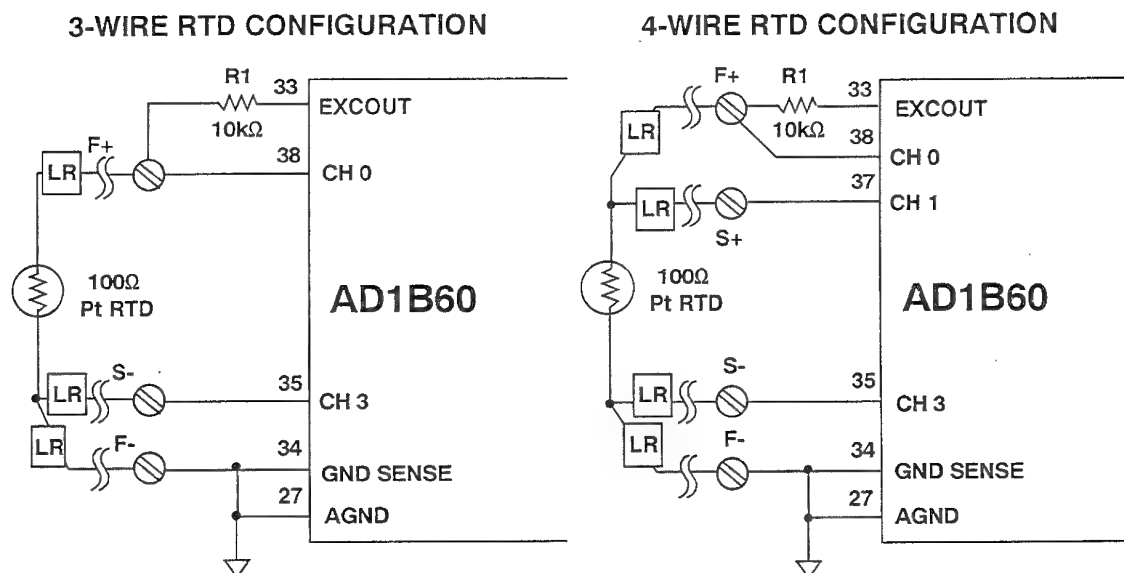 3-WIRE RTD CONFIGURATION
R1
33
EXCOUT
10kΩ
F+
38
LR
CH 0
100Ω
Pt RTD
AD1B60
S-
35
LR
CH 3
LR
F-
34
GND SENSE
27
AGND
4-WIRE RTD CONFIGURATION
F+
R1
33
EXCOUT
LR
10kΩ
38
CH 0
37
LR
CH 1
S+
100Ω
Pt RTD
AD1B60
S-
35
LR
CH 3
LR
F-
34
GND SENSE
27
AGND